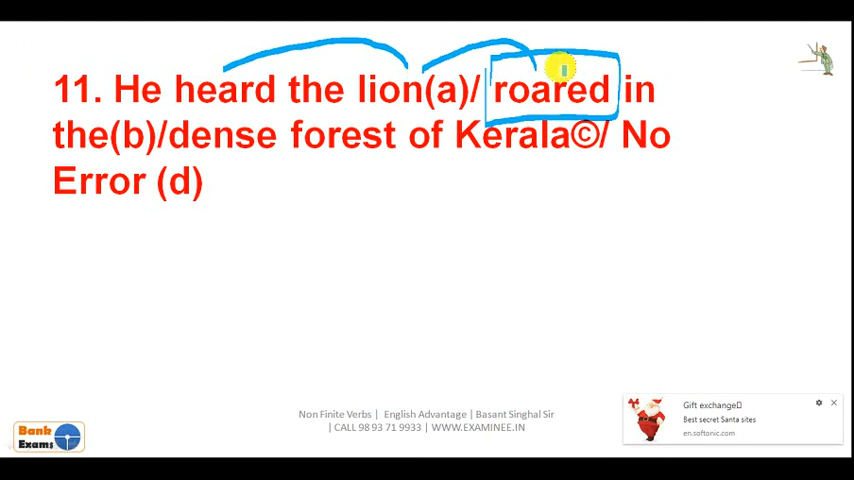 11. He heard the lion(a)/ roared in
the(b)/dense forest of Kerala©/ No
Error (d)
Non Finite Verbs | English Advantage | Basant Singhal Sir
| CALL 98 93 71 9933 | WWW.EXAMINEE.IN
Bank
Exams
Gift exchange
Best secret Santa sites
en.softonic.com